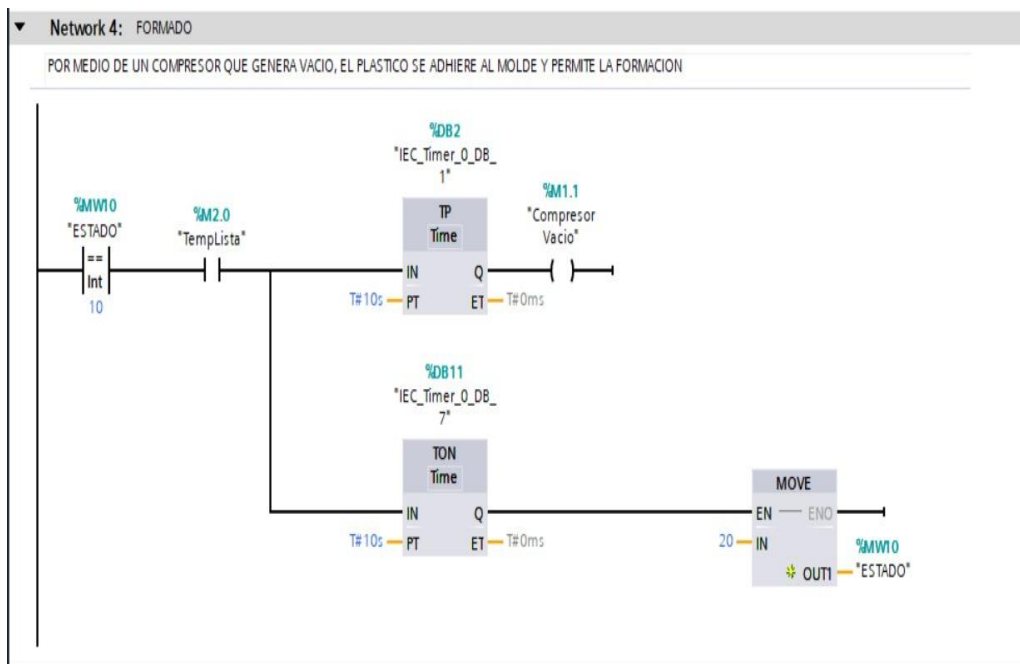 Network 4: FORMADO
POR MEDIO DE UN COMPRESOR QUE GENERA VACIO, EL PLASTICO SE ADHIERE AL MOLDE Y PERMITE LA FORMACION
%DB2
"IEC_Timer_0_DB_
1"
%MW10
"ESTADO"
==
Int
10
%M2.0
"TempLista"
TP
Time
IN Q
T#10s PT ET T#0ms
%M1.1
"Compresor
Vacio"
%DB11
"IEC_Timer_0_DB_
7"
TON
Time
IN Q
T#10s PT ET T#0ms
MOVE
EN ENO
20 IN
OUT1
%MW10
"ESTADO"